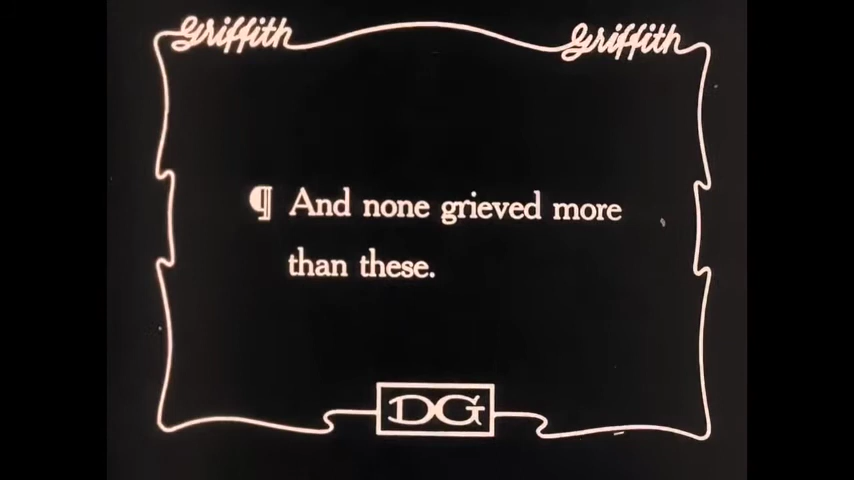 Griffith Griffith
¶ And none grieved more
than these.
DG